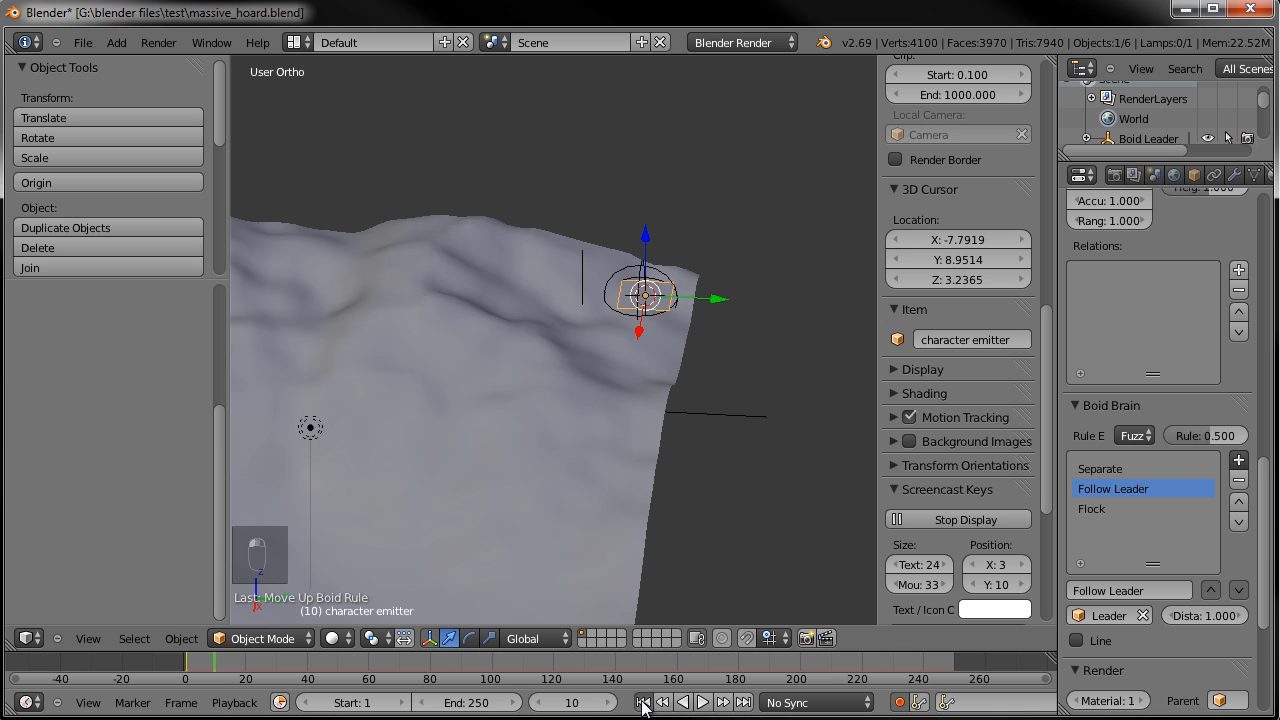 Blender* [G:\blender files\test\massive_hoard.blend]
File Add Render Window Help Default Scene Blender Render v2.69 | Verts:4100 | Faces:3970 | Tris:7940 | Objects:1/6 | Lamps:0/1 | Mem:22.52M
Object Tools
Transform:
Translate
Rotate
Scale
Origin
Object:
Duplicate Objects
Delete
Join
User Ortho
z
Last: Move Up Boid Rule
(10) character emitter
Clip:
Start: 0.100
End: 1000.000
Local Camera:
Camera
Render Border
3D Cursor
Location:
X: -7.7919
Y: 8.9514
Z: 3.2365
Item
character emitter
Display
Shading
Motion Tracking
Background Images
Transform Orientations
Screencast Keys
Stop Display
Size: Position:
Text: 24 X: 3
Mou: 33 Y: 10
Text / Icon C
View Search All Scenes
Scene
RenderLayers
World
Boid Leader
Heig: 1.000
Accu: 1.000
Rang: 1.000
Relations:
Boid Brain
Rule E Fuzz Rule: 0.500
Separate
Follow Leader
Flock
Follow Leader
Leader Dista: 1.000
Line
Render
Material: 1 Parent
View Select Object Object Mode Global
-40 -20 0 20 40 60 80 100 120 140 160 180 200 220 240 260
View Marker Frame Playback Start: 1 End: 250 10 No Sync